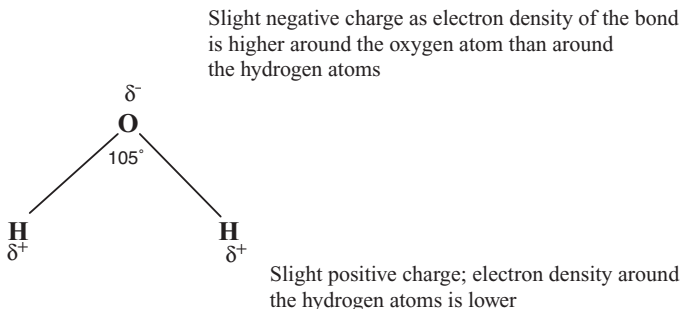 Slight negative charge as electron density of the bond
is higher around the oxygen atom than around
the hydrogen atoms
δ⁻
O
105°
H H
δ⁺ δ⁺
Slight positive charge; electron density around
the hydrogen atoms is lower